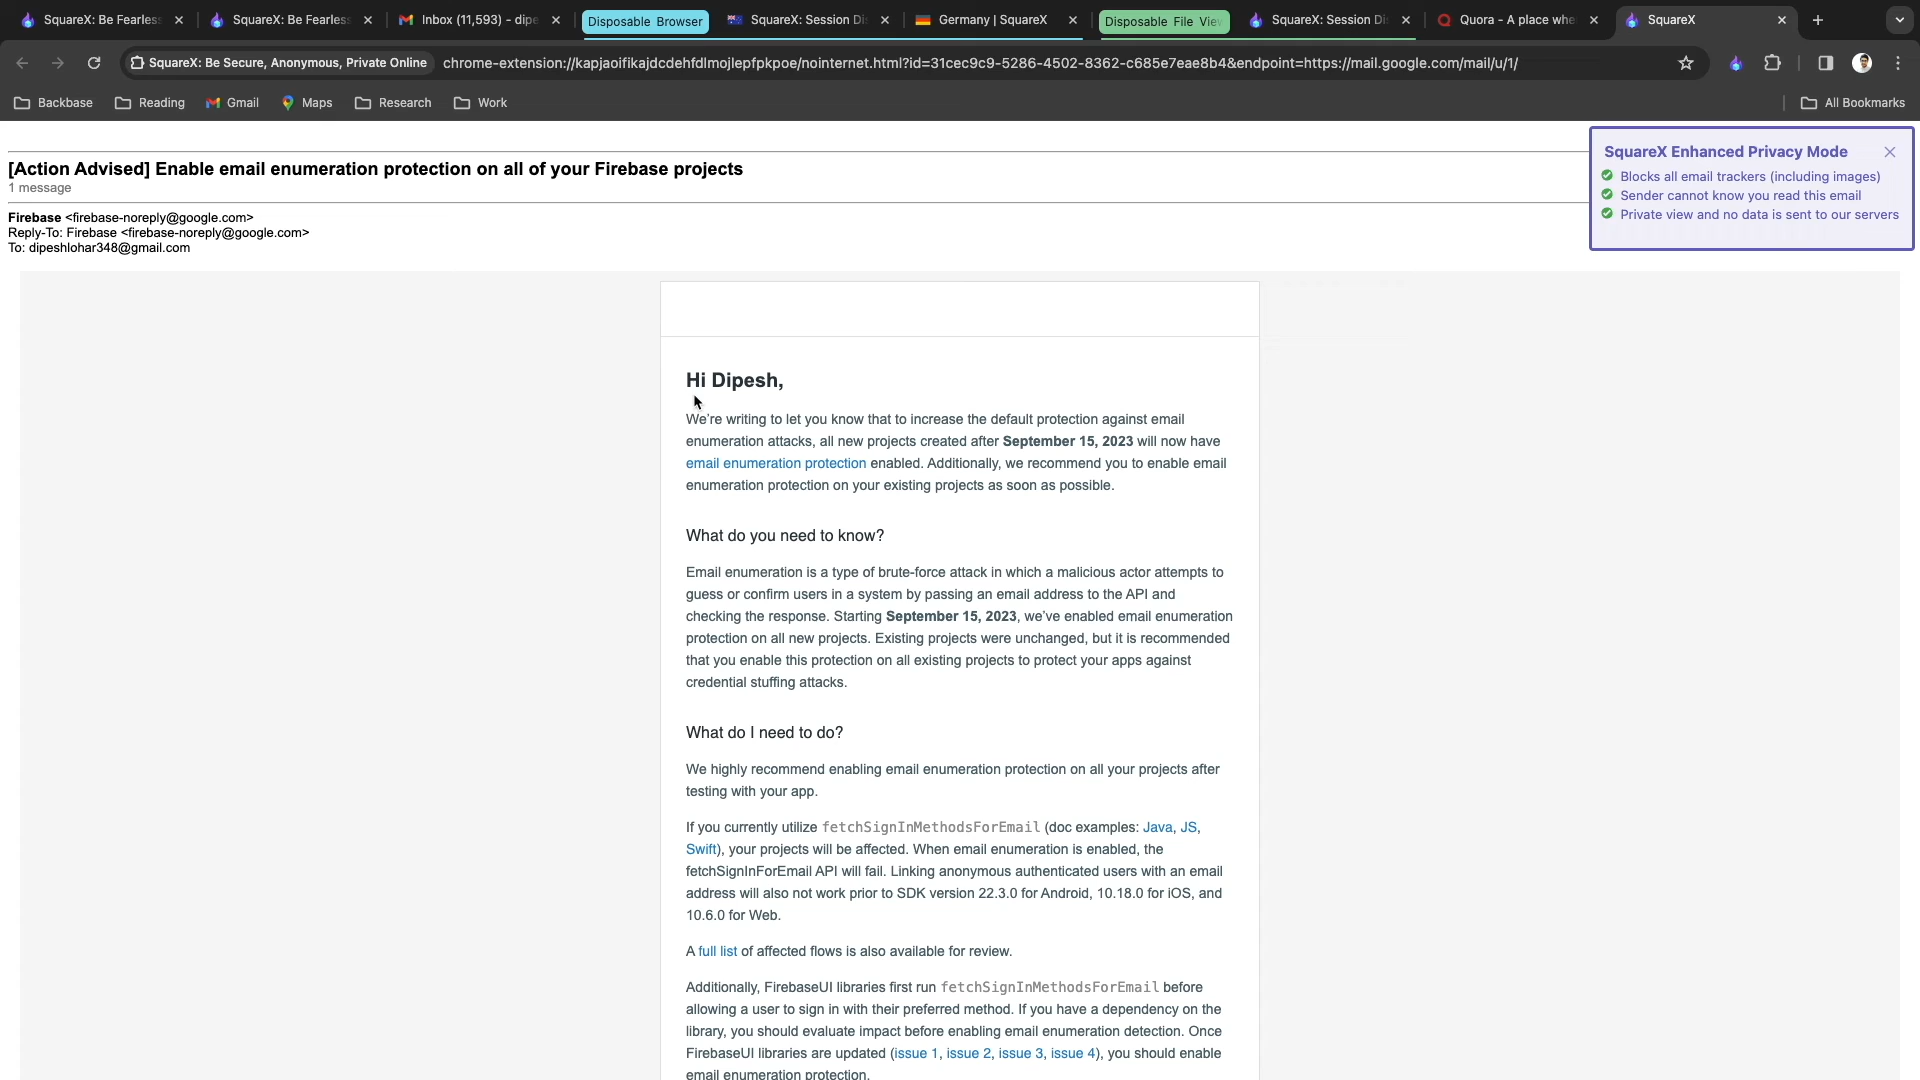 SquareX: Be Fearless
SquareX: Be Fearless
Inbox (11,593) - dipe
Disposable Browser
SquareX: Session Di
Germany | SquareX
Disposable File View
SquareX: Session Di
Quora - A place whe
SquareX
SquareX: Be Secure, Anonymous, Private Online
chrome-extension://kapjaoifikajdcdehfdlmojlepfpkpoe/nointernet.html?id=31cec9c9-5286-4502-8362-c685e7eae8b4&endpoint=https://mail.google.com/mail/u/1/
Backbase
Reading
Gmail
Maps
Research
Work
All Bookmarks
[Action Advised] Enable email enumeration protection on all of your Firebase projects
1 message
Firebase <firebase-noreply@google.com>
Reply-To: Firebase <firebase-noreply@google.com>
To: dipeshlohar348@gmail.com
SquareX Enhanced Privacy Mode
Blocks all email trackers (including images)
Sender cannot know you read this email
Private view and no data is sent to our servers
Hi Dipesh,
We're writing to let you know that to increase the default protection against email
enumeration attacks, all new projects created after September 15, 2023 will now have
email enumeration protection enabled. Additionally, we recommend you to enable email
enumeration protection on your existing projects as soon as possible.
What do you need to know?
Email enumeration is a type of brute-force attack in which a malicious actor attempts to
guess or confirm users in a system by passing an email address to the API and
checking the response. Starting September 15, 2023, we've enabled email enumeration
protection on all new projects. Existing projects were unchanged, but it is recommended
that you enable this protection on all existing projects to protect your apps against
credential stuffing attacks.
What do I need to do?
We highly recommend enabling email enumeration protection on all your projects after
testing with your app.
If you currently utilize fetchSignInMethodsForEmail (doc examples: Java, JS,
Swift), your projects will be affected. When email enumeration is enabled, the
fetchSignInForEmail API will fail. Linking anonymous authenticated users with an email
address will also not work prior to SDK version 22.3.0 for Android, 10.18.0 for iOS, and
10.6.0 for Web.
A full list of affected flows is also available for review.
Additionally, FirebaseUI libraries first run fetchSignInMethodsForEmail before
allowing a user to sign in with their preferred method. If you have a dependency on the
library, you should evaluate impact before enabling email enumeration detection. Once
FirebaseUI libraries are updated (issue 1, issue 2, issue 3, issue 4), you should enable
email enumeration protection.